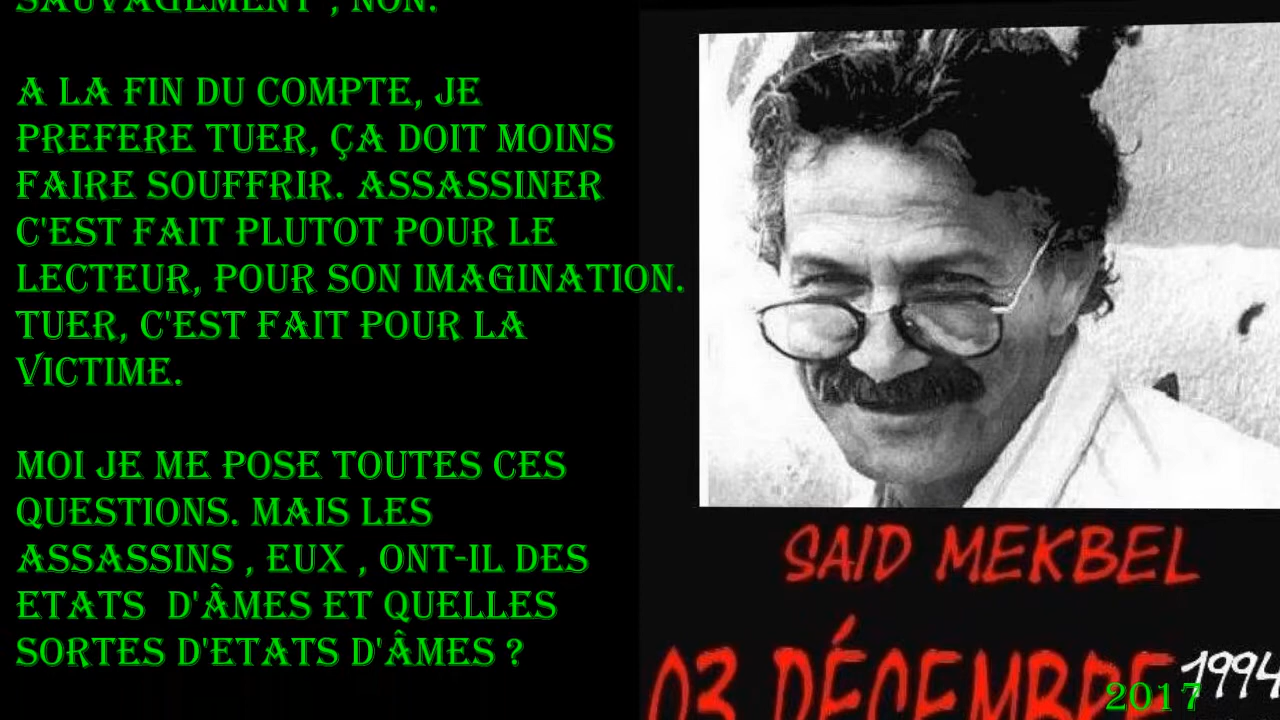 SAUVAGEMENT , NON.
A LA FIN DU COMPTE, JE
PREFERE TUER, ÇA DOIT MOINS
FAIRE SOUFFRIR. ASSASSINER
C'EST FAIT PLUTOT POUR LE
LECTEUR, POUR SON IMAGINATION.
TUER, C'EST FAIT POUR LA
VICTIME.
MOI JE ME POSE TOUTES CES
QUESTIONS. MAIS LES
ASSASSINS , EUX , ONT-IL DES
ETATS D'ÂMES ET QUELLES
SORTES D'ETATS D'ÂMES ?
SAID MEKBEL
03 DÉCEMBRE 1994
2017